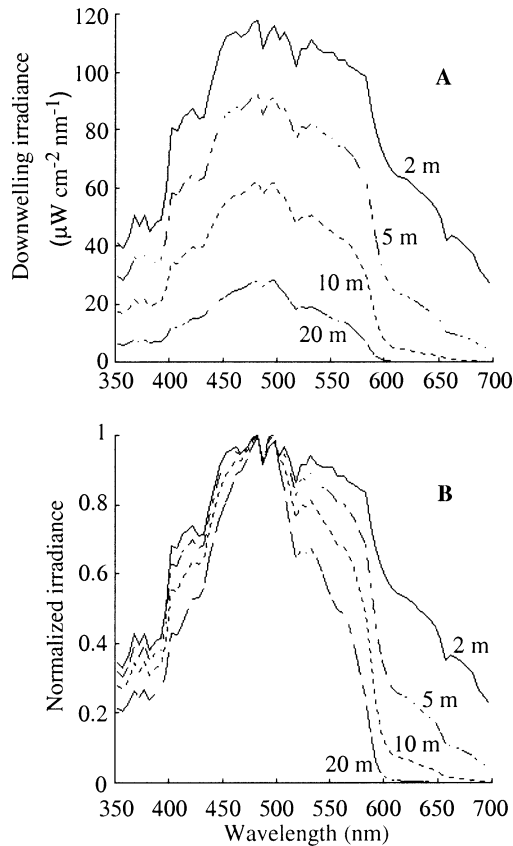 120
100
80
60
40
20
0
Downwelling irradiance
(µW cm-2 nm-1)
A
2 m
5 m
10 m
20 m
350 400 450 500 550 600 650 700
1
0.8
0.6
0.4
0.2
0
Normalized irradiance
B
2 m
5 m
10 m
20 m
350 400 450 500 550 600 650 700
Wavelength (nm)